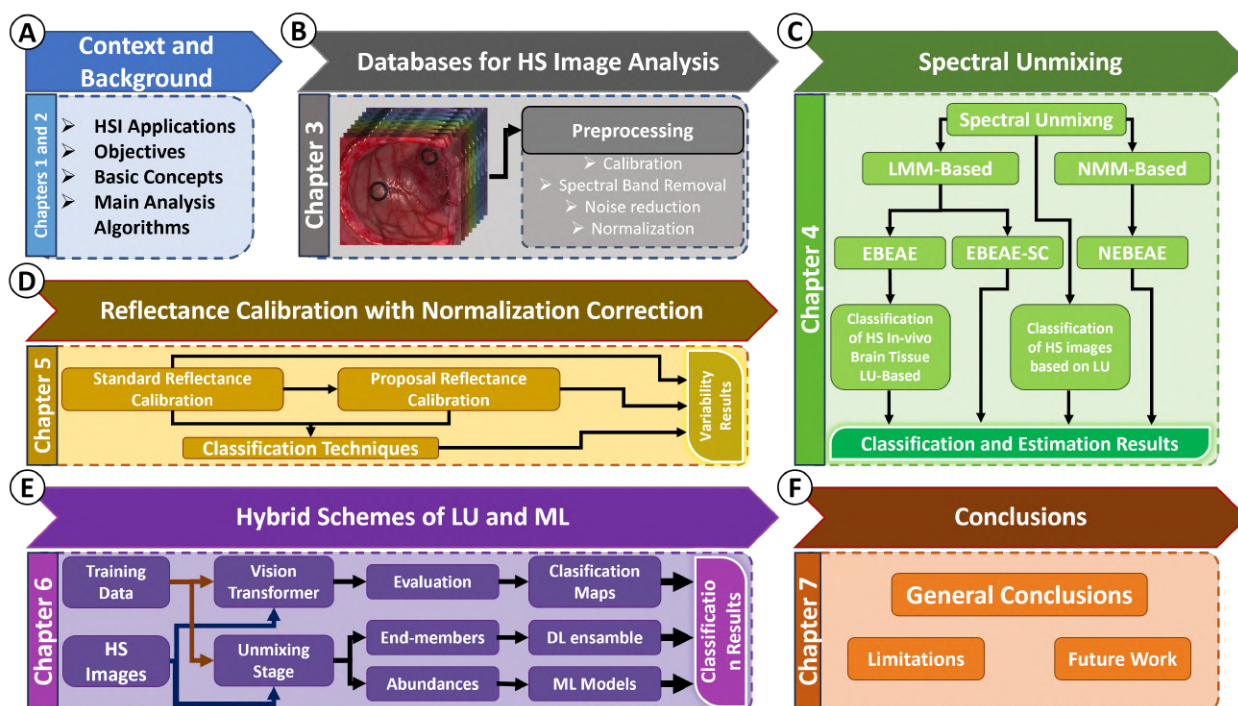 A
Context and
Background
Chapters 1 and 2
➢ HSI Applications
➢ Objectives
➢ Basic Concepts
➢ Main Analysis
Algorithms
B
Databases for HS Image Analysis
Chapter 3
Preprocessing
➢ Calibration
➢ Spectral Band Removal
➢ Noise reduction
➢ Normalization
C
Spectral Unmixing
Chapter 4
Spectral Unmixng
LMM-Based
NMM-Based
EBEAE
EBEAE-SC
NEBEAE
Classification
of HS In-vivo
Brain Tissue
LU-Based
Classification
of HS images
based on LU
Classification and Estimation Results
D
Reflectance Calibration with Normalization Correction
Chapter 5
Standard Reflectance
Calibration
Proposal Reflectance
Calibration
Classification Techniques
Variability
Results
E
Hybrid Schemes of LU and ML
Chapter 6
Training
Data
Vision
Transformer
Evaluation
Clasification
Maps
HS
Images
Unmixing
Stage
End-members
DL ensamble
Abundances
ML Models
Classificatio
n Results
F
Conclusions
Chapter 7
General Conclusions
Limitations
Future Work